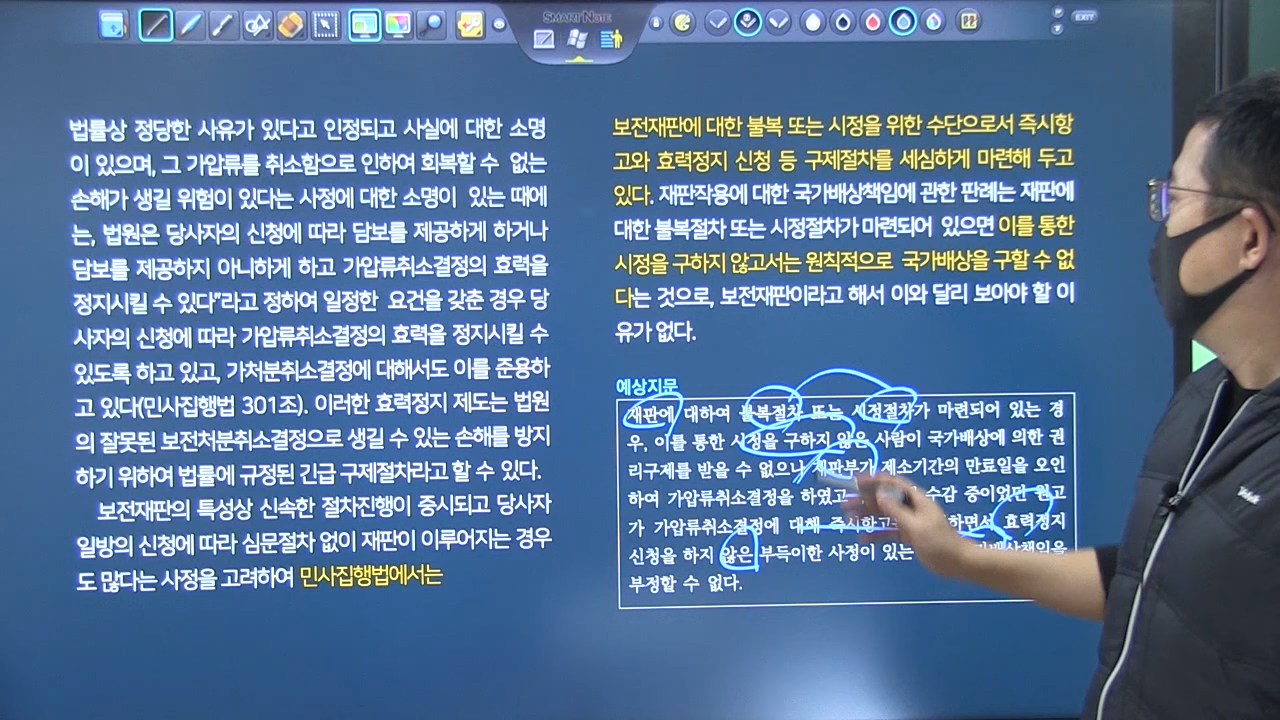 SMART NOTE
EXIT
법률상 정당한 사유가 있다고 인정되고 사실에 대한 소명
이 있으며, 그 가압류를 취소함으로 인하여 회복할 수 없는
손해가 생길 위험이 있다는 사정에 대한 소명이 있는 때에
는, 법원은 당사자의 신청에 따라 담보를 제공하게 하거나
담보를 제공하지 아니하게 하고 가압류취소결정의 효력을
정지시킬 수 있다"라고 정하여 일정한 요건을 갖춘 경우 당
사자의 신청에 따라 가압류취소결정의 효력을 정지시킬 수
있도록 하고 있고, 가처분취소결정에 대해서도 이를 준용하
고 있다(민사집행법 301조). 이러한 효력정지 제도는 법원
의 잘못된 보전처분취소결정으로 생길 수 있는 손해를 방지
하기 위하여 법률에 규정된 긴급 구제절차라고 할 수 있다.
보전재판의 특성상 신속한 절차진행이 중시되고 당사자
일방의 신청에 따라 심문절차 없이 재판이 이루어지는 경우
도 많다는 사정을 고려하여 민사집행법에서는
보전재판에 대한 불복 또는 시정을 위한 수단으로서 즉시항
고와 효력정지 신청 등 구제절차를 세심하게 마련해 두고
있다. 재판작용에 대한 국가배상책임에 관한 판례는 재판에
대한 불복절차 또는 시정절차가 마련되어 있으면 이를 통한
시정을 구하지 않고서는 원칙적으로 국가배상을 구할 수 없
다는 것으로, 보전재판이라고 해서 이와 달리 보아야 할 이
유가 없다.
예상지문
재판에 대하여 불복절차 또는 시정절차가 마련되어 있는 경
우, 이를 통한 시정을 구하지 않은 사람이 국가배상에 의한 권
리구제를 받을 수 없으나 재판부가 제소기간의 만료일을 오인
하여 가압류취소결정을 하였고 수감 중이었던 원고
가 가압류취소결정에 대해 즉시항고 하면서 효력정지
신청을 하지 않은 부득이한 사정이 있는 배상책임을
부정할 수 없다.